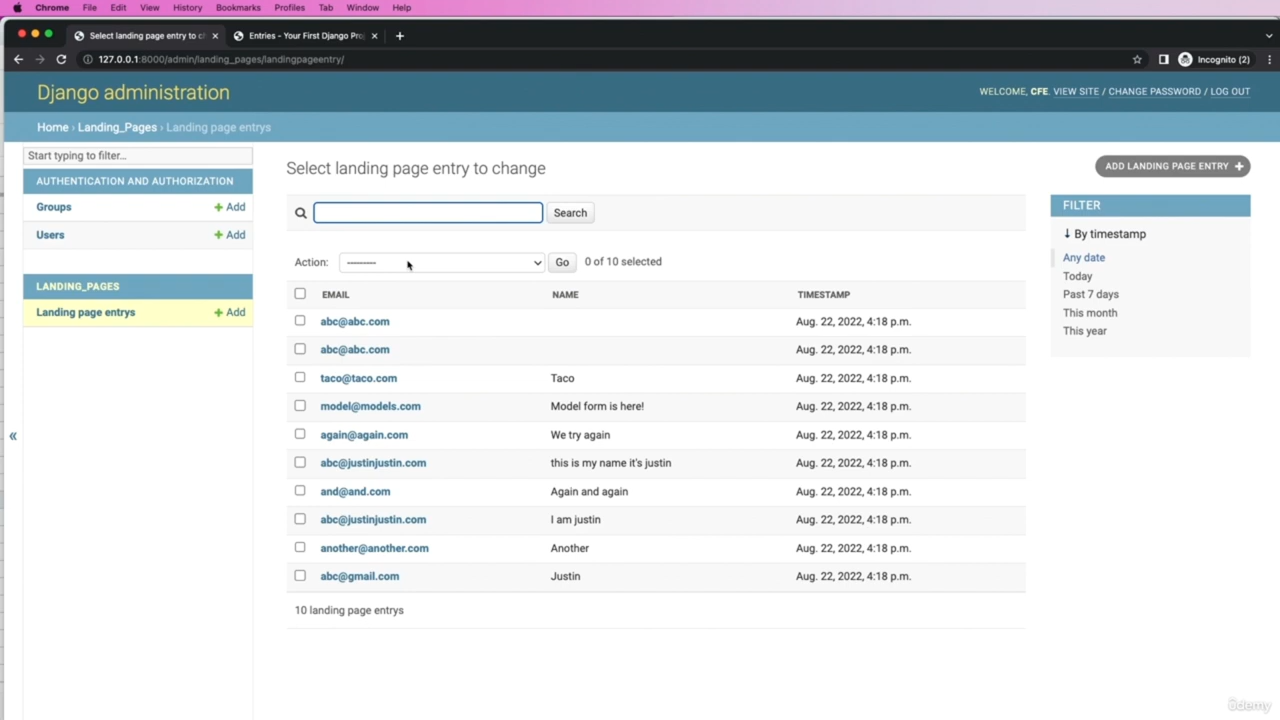 Chrome File Edit View History Bookmarks Profiles Tab Window Help
Select landing page entry to c
Entries - Your First Django Pro
127.0.0.1:8000/admin/landing_pages/landingpageentry/
Incognito (2)
Django administration
WELCOME, CFE. VIEW SITE / CHANGE PASSWORD / LOG OUT
Home › Landing_Pages › Landing page entrys
Start typing to filter...
AUTHENTICATION AND AUTHORIZATION
Groups + Add
Users + Add
LANDING_PAGES
Landing page entrys + Add
«
Select landing page entry to change
ADD LANDING PAGE ENTRY +
Search
Action: --------- Go 0 of 10 selected
EMAIL NAME TIMESTAMP
abc@abc.com Aug. 22, 2022, 4:18 p.m.
abc@abc.com Aug. 22, 2022, 4:18 p.m.
taco@taco.com Taco Aug. 22, 2022, 4:18 p.m.
model@models.com Model form is here! Aug. 22, 2022, 4:18 p.m.
again@again.com We try again Aug. 22, 2022, 4:18 p.m.
abc@justinjustin.com this is my name it's justin Aug. 22, 2022, 4:18 p.m.
and@and.com Again and again Aug. 22, 2022, 4:18 p.m.
abc@justinjustin.com I am justin Aug. 22, 2022, 4:18 p.m.
another@another.com Another Aug. 22, 2022, 4:18 p.m.
abc@gmail.com Justin Aug. 22, 2022, 4:18 p.m.
10 landing page entrys
FILTER
↓ By timestamp
Any date
Today
Past 7 days
This month
This year
ûdemy